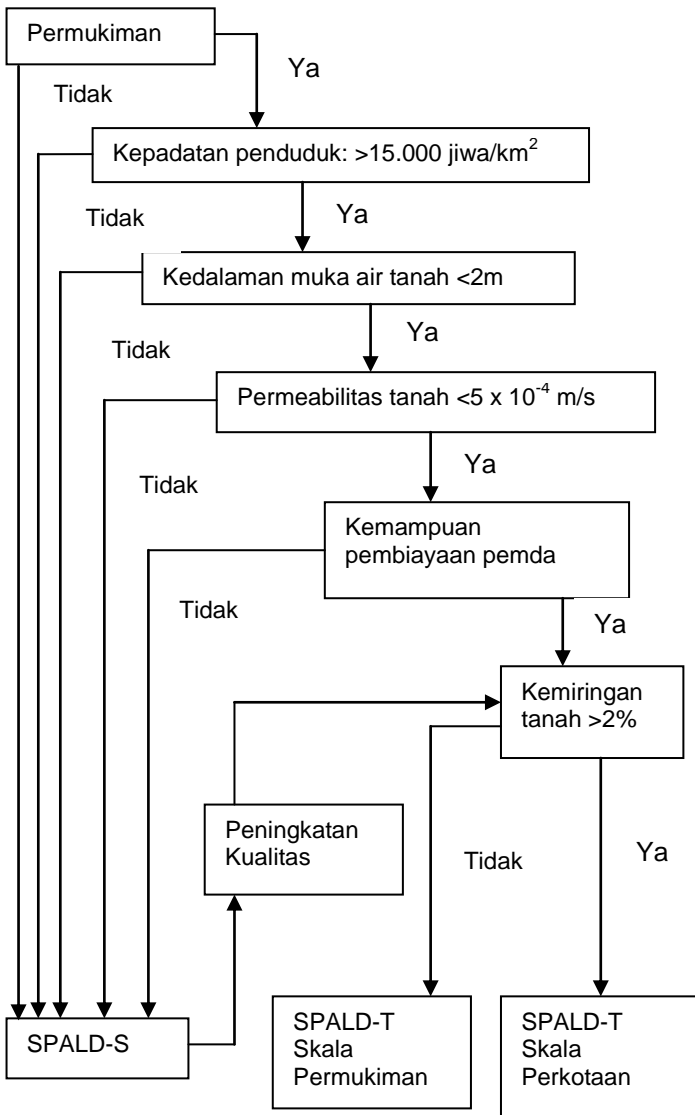 Permukiman
Ya
Tidak
Kepadatan penduduk: >15.000 jiwa/km²
Ya
Tidak
Kedalaman muka air tanah <2m
Ya
Tidak
Permeabilitas tanah <5 x 10⁻⁴ m/s
Ya
Tidak
Kemampuan
pembiayaan pemda
Tidak
Ya
Kemiringan
tanah >2%
Peningkatan
Kualitas
Tidak
Ya
SPALD-S
SPALD-T
Skala
Permukiman
SPALD-T
Skala
Perkotaan